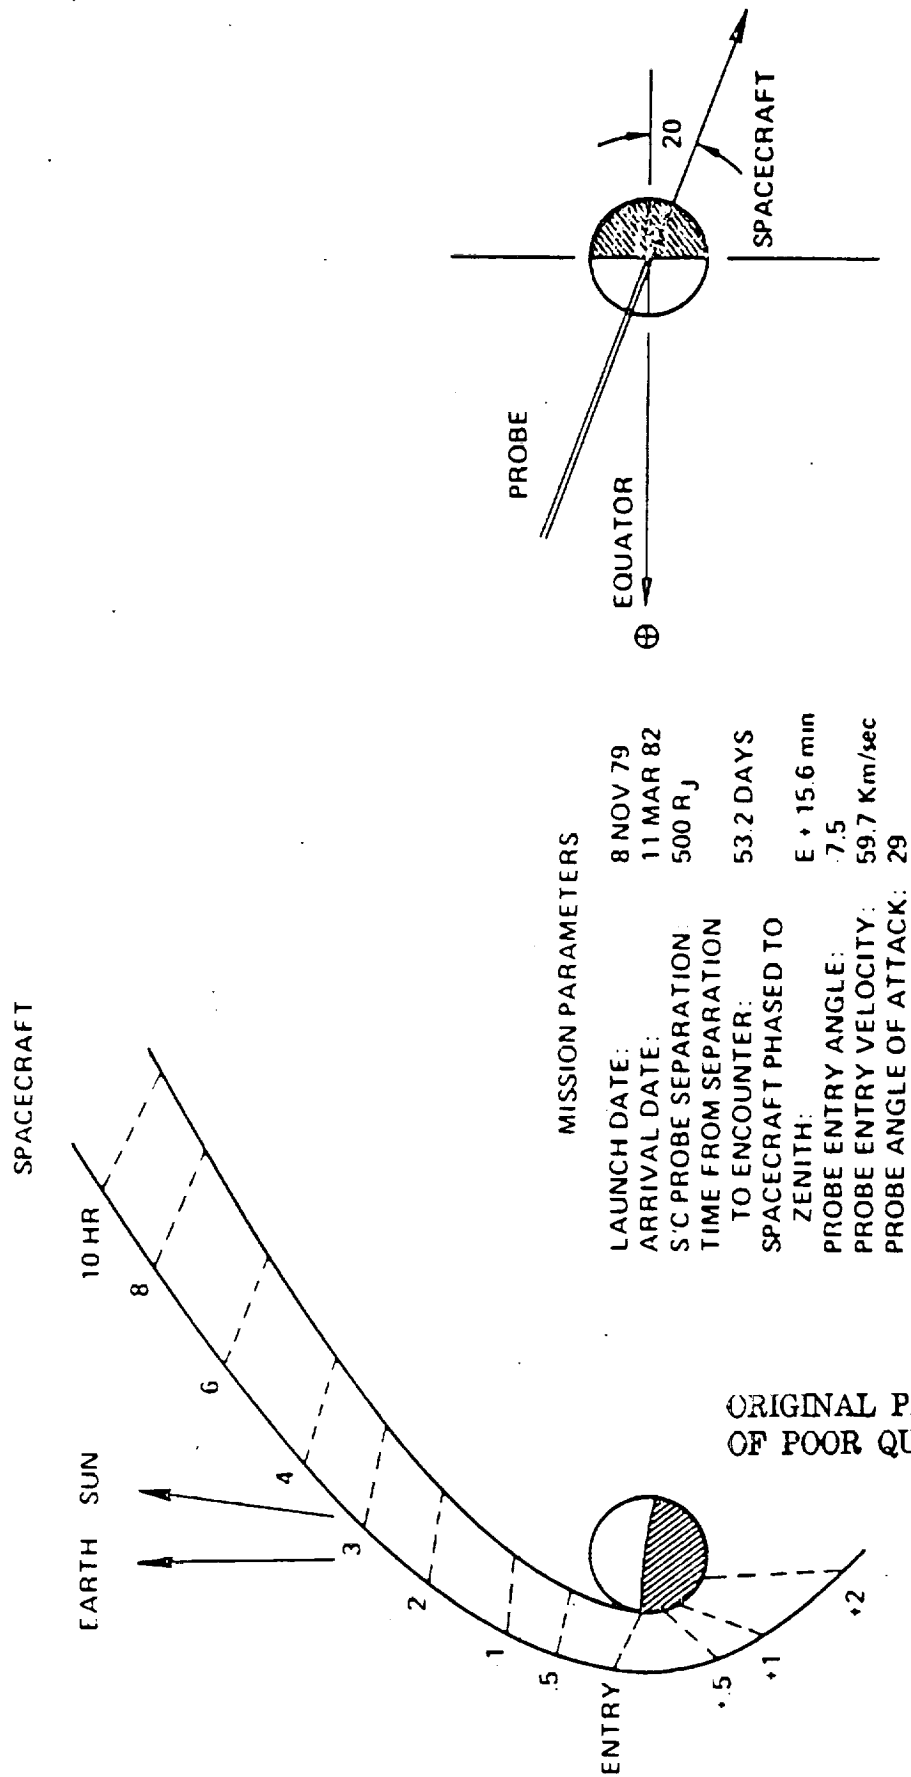 SPACECRAFT
10 HR
8
6
4
3
2
1
.5
ENTRY
+.5
+1
+2
EARTH SUN
MISSION PARAMETERS
LAUNCH DATE: 8 NOV 79
ARRIVAL DATE: 11 MAR 82
S'C PROBE SEPARATION: 500 RJ
TIME FROM SEPARATION
TO ENCOUNTER: 53.2 DAYS
SPACECRAFT PHASED TO
ZENITH: E + 15.6 min
PROBE ENTRY ANGLE: -7.5
PROBE ENTRY VELOCITY: 59.7 Km/sec
PROBE ANGLE OF ATTACK: 29
PROBE
EQUATOR
20
SPACECRAFT
ORIGINAL P
OF POOR QU